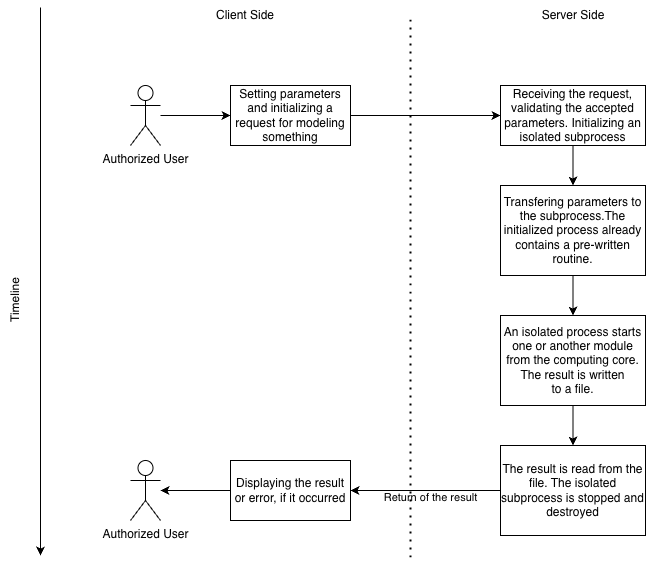 Client Side
Server Side
Setting parameters
and initializing a
request for modeling
something
Receiving the request,
validating the accepted
parameters. Initializing an
isolated subprocess
Authorized User
Transfering parameters to
the subprocess.The
initialized process already
contains a pre-written
routine.
Timeline
An isolated process starts
one or another module
from the computing core.
The result is written
to a file.
Displaying the result
or error, if it occurred
Return of the result
The result is read from the
file. The isolated
subprocess is stopped and
destroyed
Authorized User